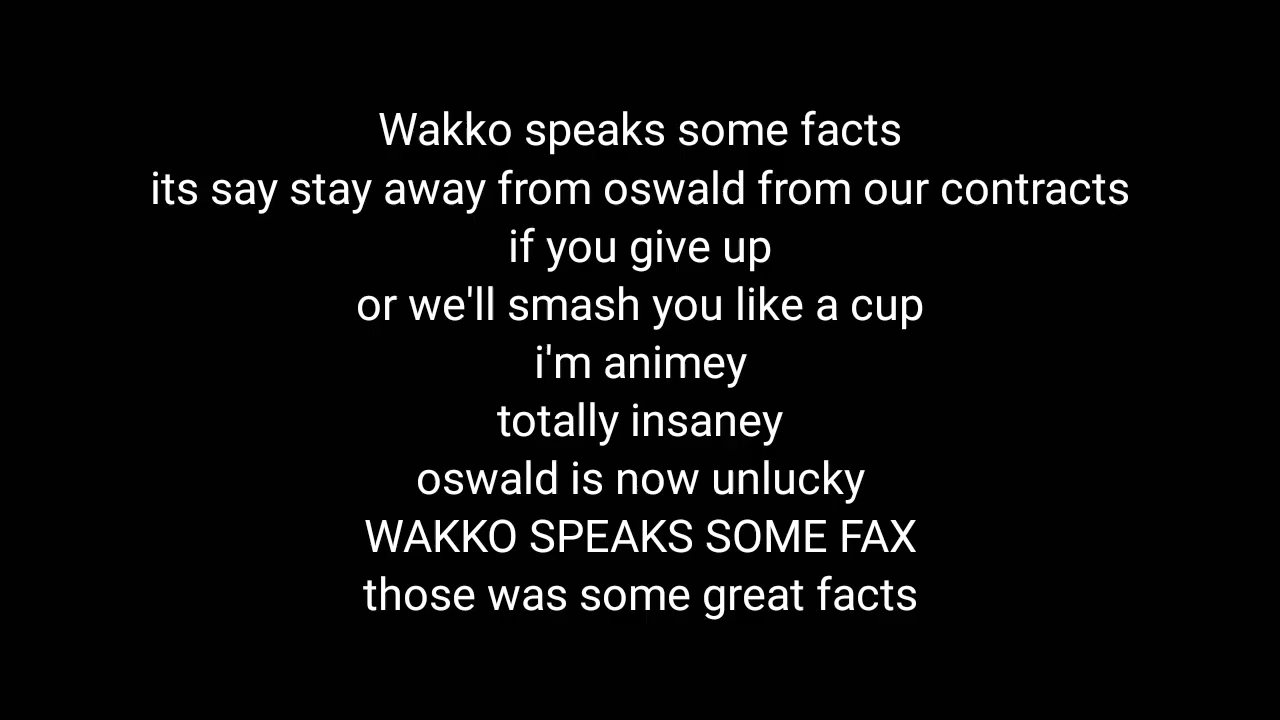 Wakko speaks some facts
its say stay away from oswald from our contracts
if you give up
or we'll smash you like a cup
i'm animey
totally insaney
oswald is now unlucky
WAKKO SPEAKS SOME FAX
those was some great facts